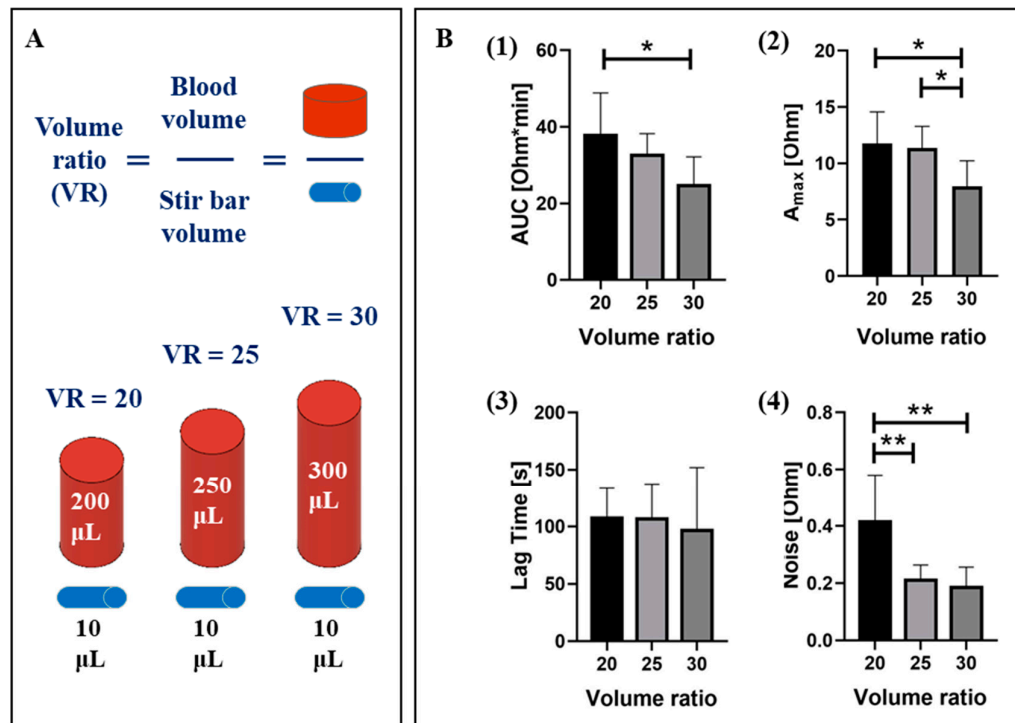 A
Volume
ratio
(VR)
=
Blood
volume
Stir bar
volume
=
VR = 20
VR = 25
VR = 30
200
μL
250
μL
300
μL
10
μL
10
μL
10
μL
B
(1)
*
AUC [Ohm*min]
60
40
20
0
20 25 30
Volume ratio
(2)
*
*
Amax [Ohm]
20
15
10
5
0
20 25 30
Volume ratio
(3)
Lag Time [s]
200
150
100
50
0
20 25 30
Volume ratio
(4)
**
**
Noise [Ohm]
0.8
0.6
0.4
0.2
0.0
20 25 30
Volume ratio